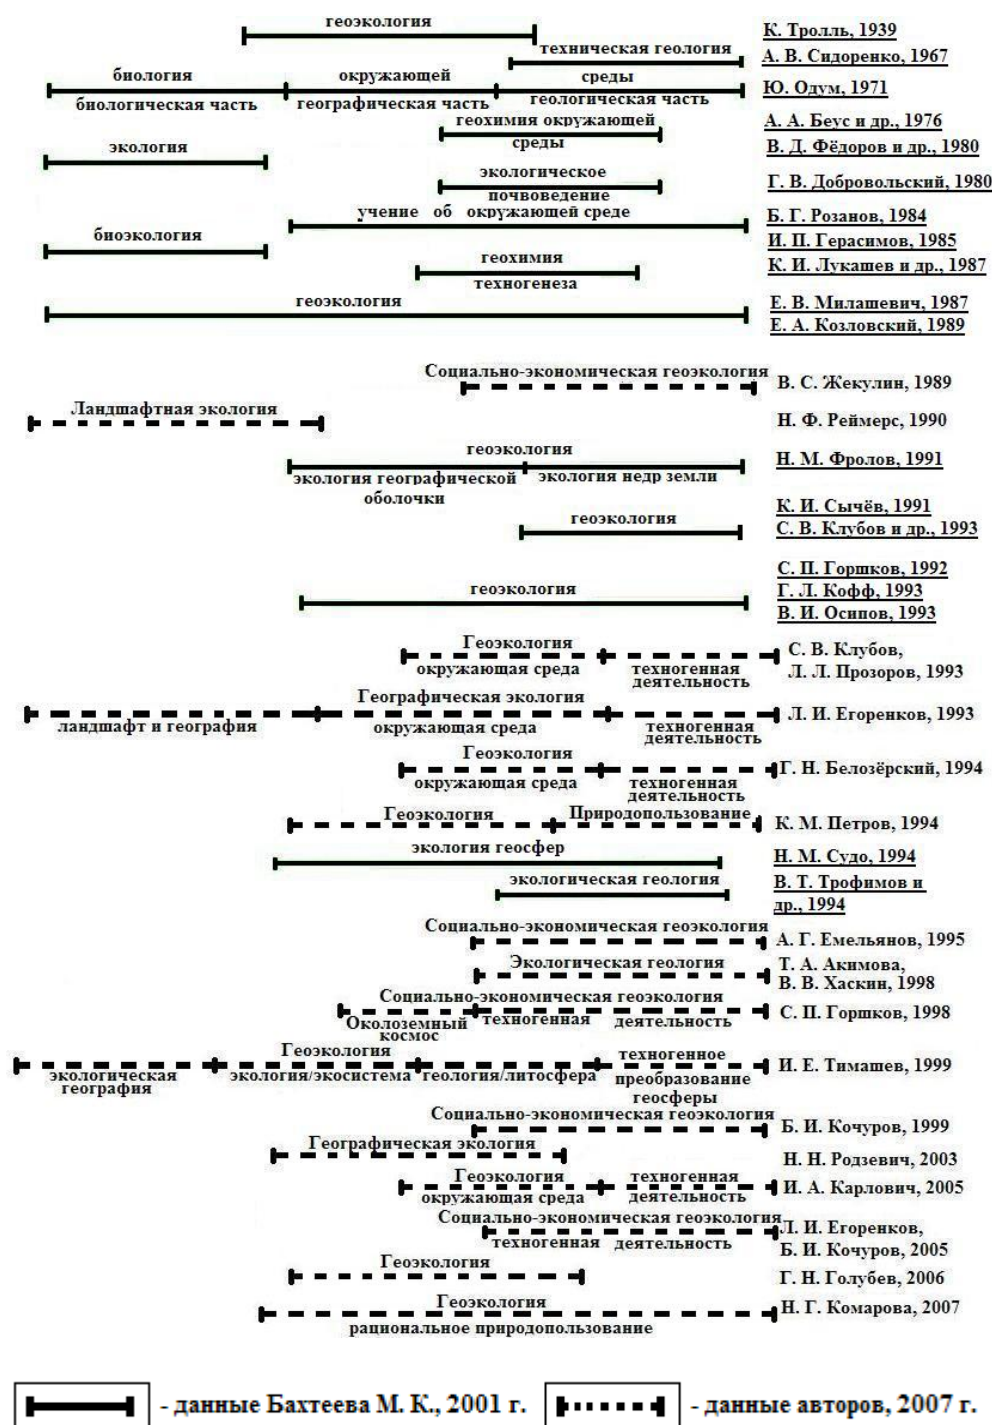 геоэкология
К. Тролль, 1939
техническая геология
А. В. Сидоренко, 1967
биология окружающей среды
Ю. Одум, 1971
биологическая часть географическая часть геологическая часть
геохимия окружающей
А. А. Беус и др., 1976
среды
экология
В. Д. Фёдоров и др., 1980
экологическое
Г. В. Добровольский, 1980
почвоведение
учение об окружающей среде
Б. Г. Розанов, 1984
биоэкология
И. П. Герасимов, 1985
геохимия
К. И. Лукашев и др., 1987
техногенеза
геоэкология
Е. В. Милашевич, 1987
Е. А. Козловский, 1989
Социально-экономическая геоэкология
В. С. Жекулин, 1989
Ландшафтная экология
Н. Ф. Реймерс, 1990
геоэкология
Н. М. Фролов, 1991
экология географической экология недр земли
оболочки
К. И. Сычёв, 1991
геоэкология
С. В. Клубов и др., 1993
С. П. Горшков, 1992
геоэкология
Г. Л. Кофф, 1993
В. И. Осипов, 1993
Геоэкология
С. В. Клубов,
окружающая среда техногенная
Л. Л. Прозоров, 1993
деятельность
Географическая экология
Л. И. Егоренков, 1993
ландшафт и география окружающая среда техногенная
деятельность
Геоэкология
Г. Н. Белозёрский, 1994
окружающая среда техногенная
деятельность
Геоэкология Природопользование
К. М. Петров, 1994
экология геосфер
Н. М. Судо, 1994
экологическая геология
В. Т. Трофимов и
др., 1994
Социально-экономическая геоэкология
А. Г. Емельянов, 1995
Экологическая геология
Т. А. Акимова,
В. В. Хаскин, 1998
Социально-экономическая геоэкология
С. П. Горшков, 1998
Околоземный техногенная деятельность
космос
Геоэкология техногенное
И. Е. Тимашев, 1999
экологическая экология/экосистема геология/литосфера преобразование
география геосферы
Социально-экономическая геоэкология
Б. И. Кочуров, 1999
Географическая экология
Н. Н. Родзевич, 2003
Геоэкология техногенная
И. А. Карлович, 2005
окружающая среда деятельность
Социально-экономическая геоэкология
Л. И. Егоренков,
техногенная деятельность
Б. И. Кочуров, 2005
Геоэкология
Г. Н. Голубев, 2006
Геоэкология
Н. Г. Комарова, 2007
рациональное природопользование
- данные Бахтеева М. К., 2001 г. - данные авторов, 2007 г.